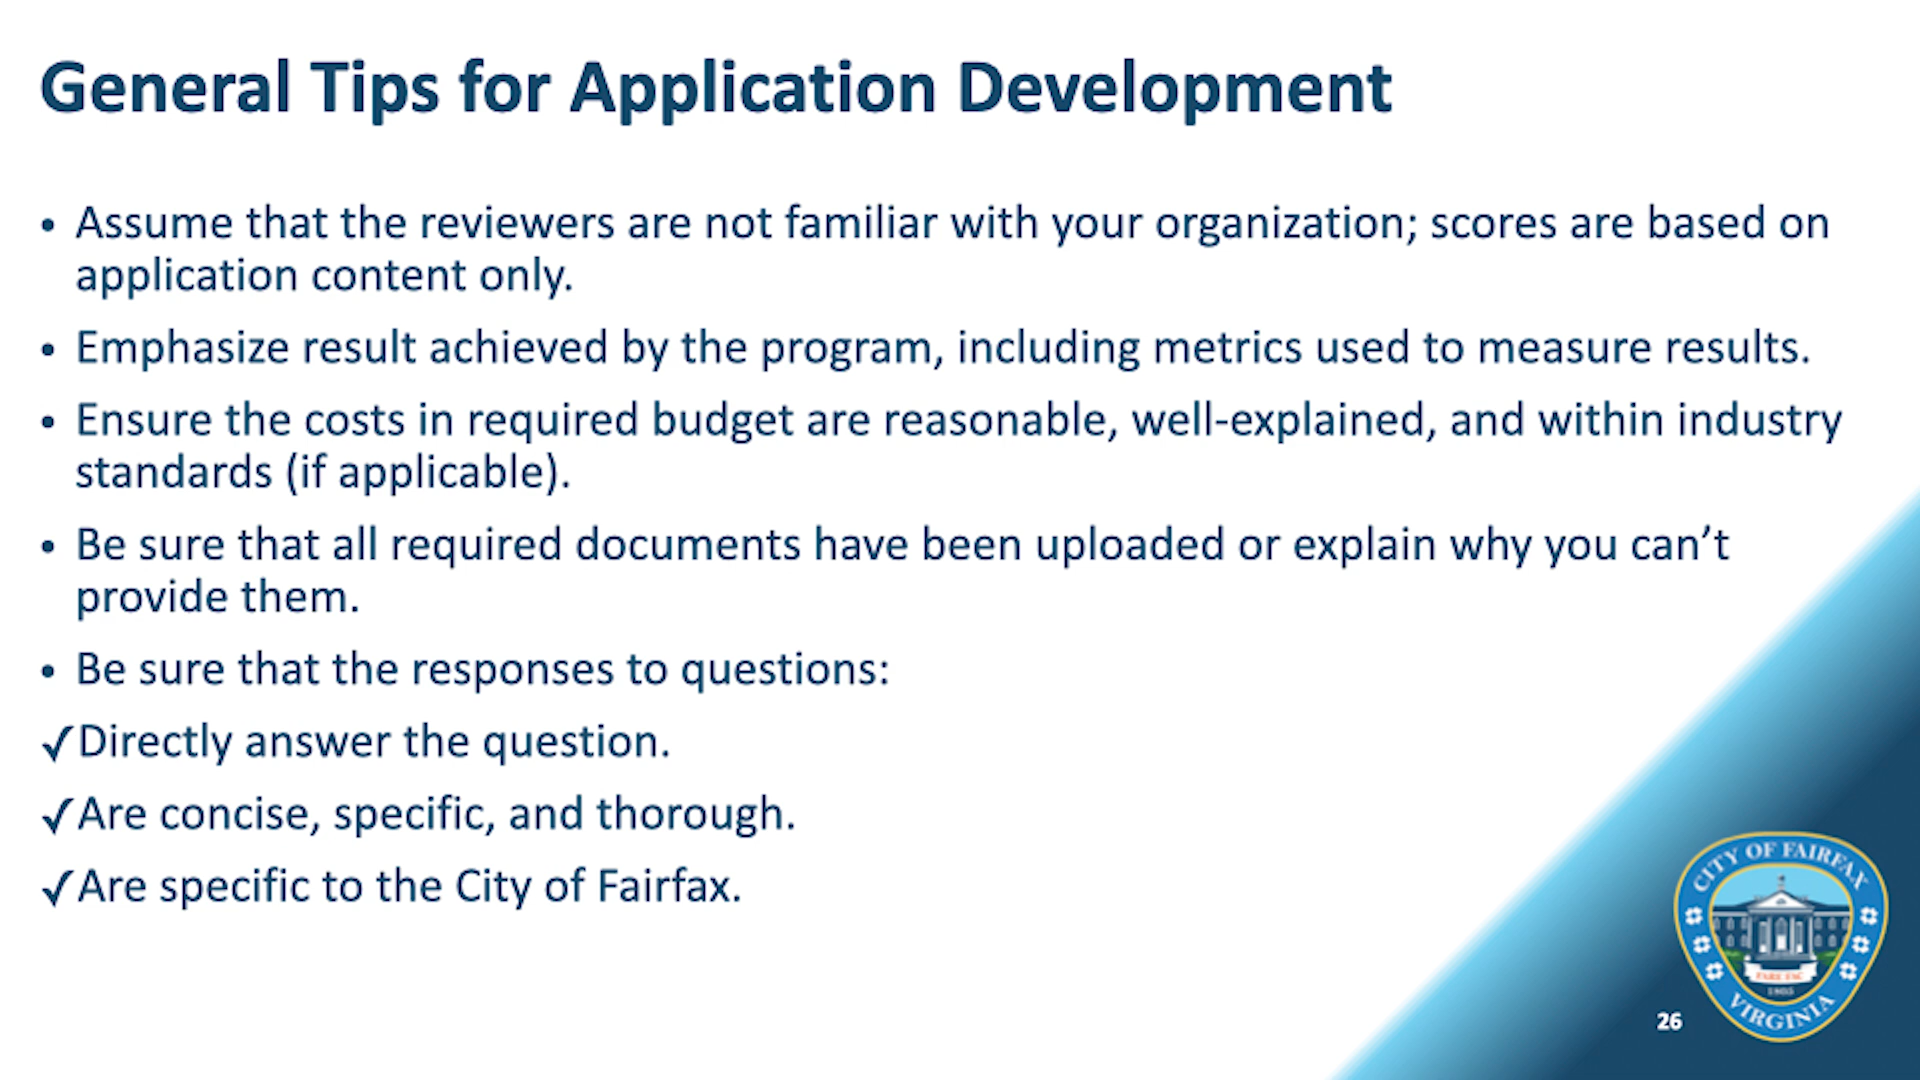 General Tips for Application Development
• Assume that the reviewers are not familiar with your organization; scores are based on
application content only.
• Emphasize result achieved by the program, including metrics used to measure results.
• Ensure the costs in required budget are reasonable, well-explained, and within industry
standards (if applicable).
• Be sure that all required documents have been uploaded or explain why you can’t
provide them.
• Be sure that the responses to questions:
✓Directly answer the question.
✓Are concise, specific, and thorough.
✓Are specific to the City of Fairfax.
CITY OF FAIRFAX
FARE FAC
1805
VIRGINIA
26